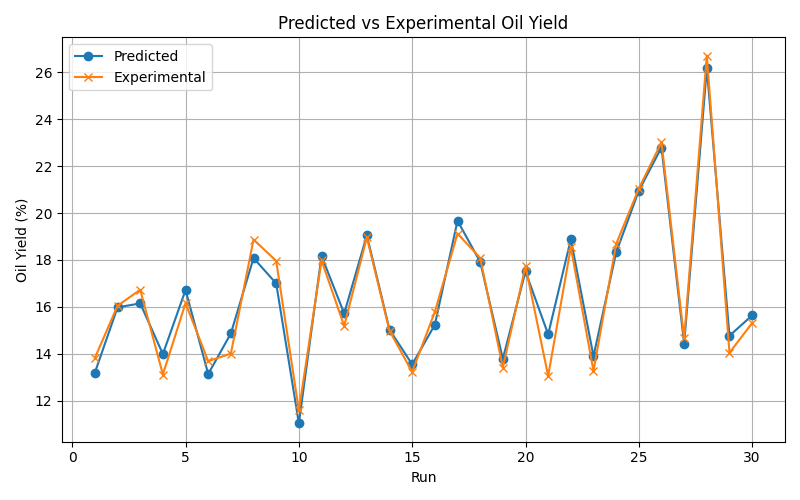 Predicted vs Experimental Oil Yield
Predicted
Experimental
Oil Yield (%)
26
24
22
20
18
16
14
12
0 5 10 15 20 25 30
Run